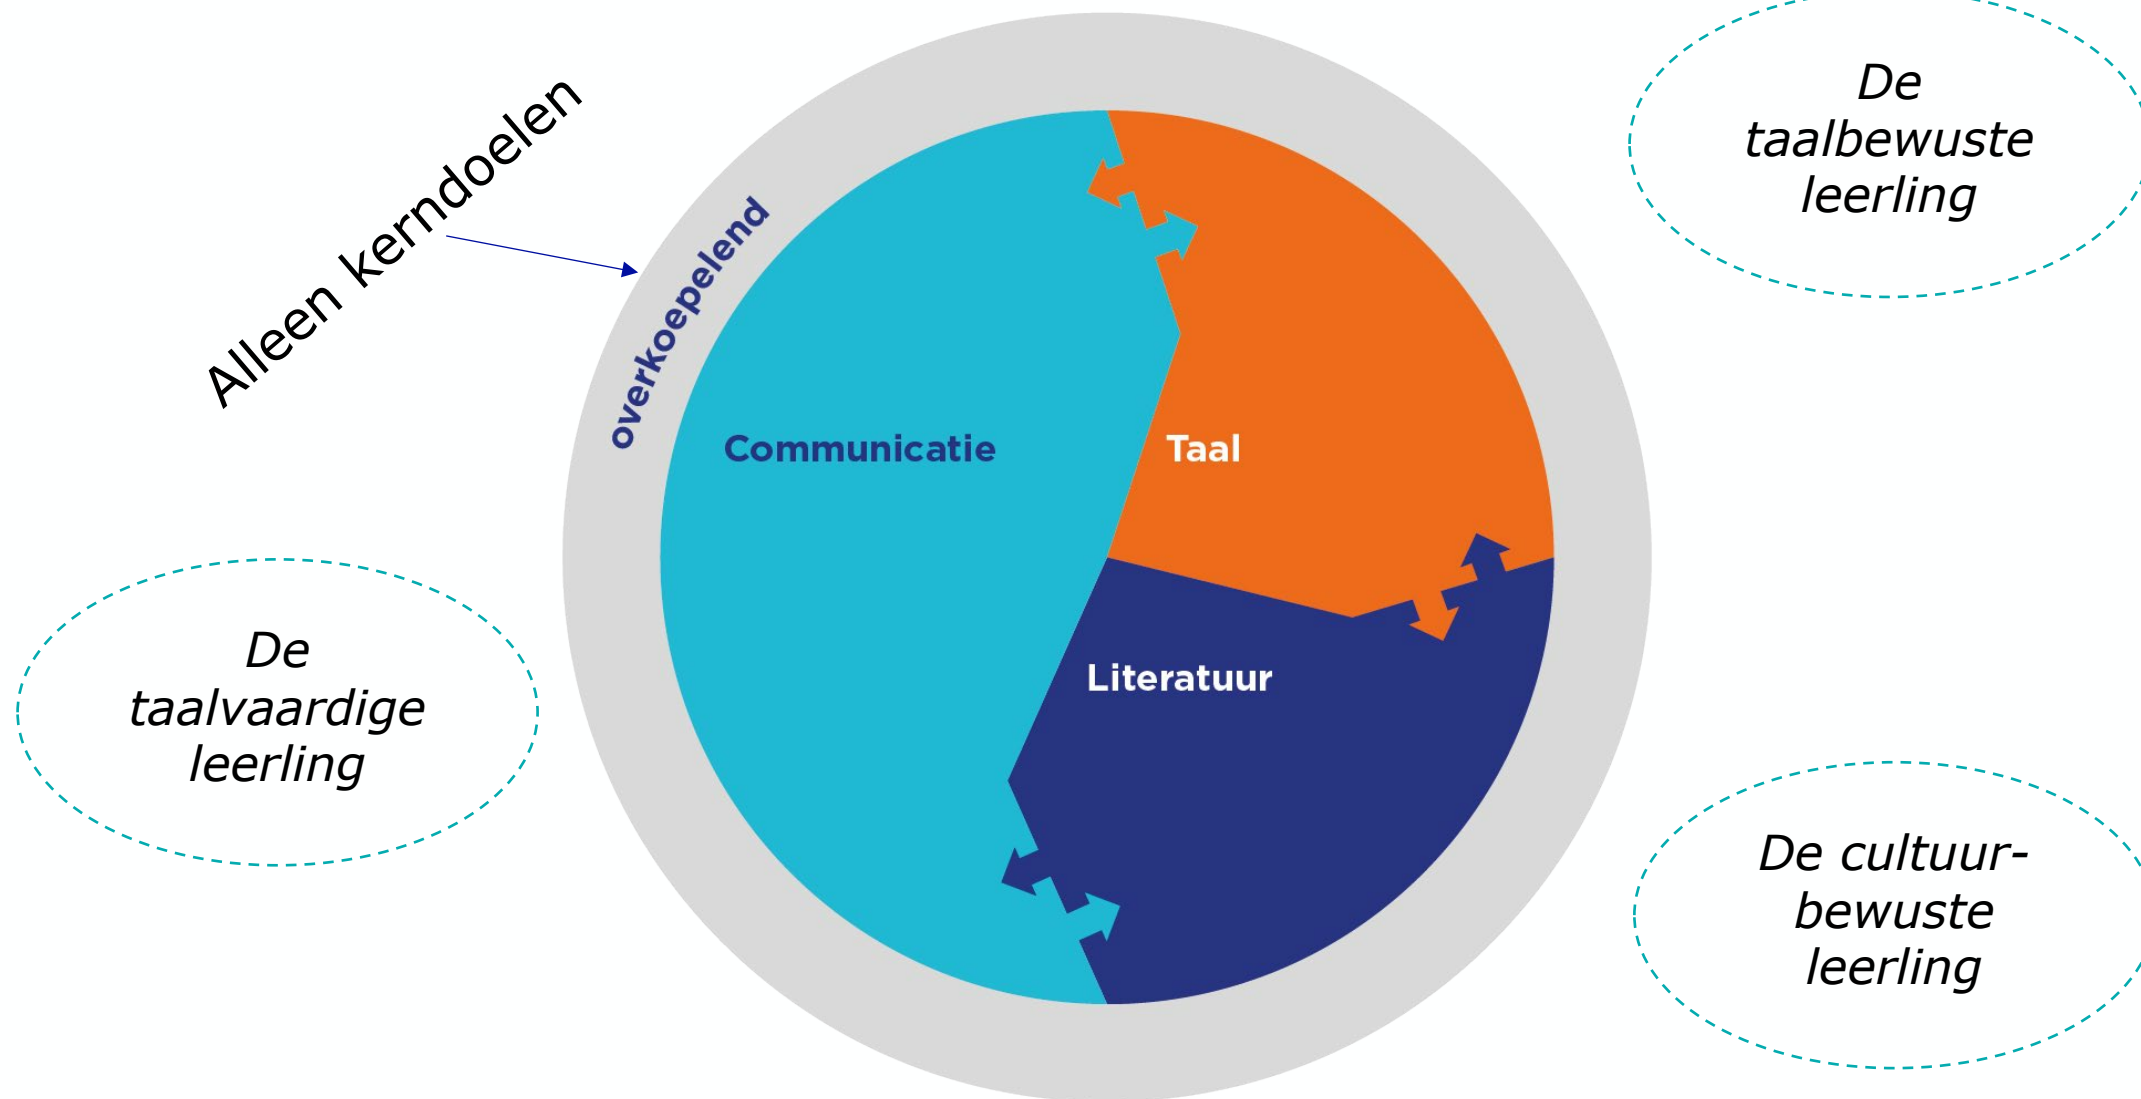 Alleen kerndoelen
overkoepelend
Communicatie
Taal
Literatuur
De
taalbewuste
leerling
De
taalvaardige
leerling
De cultuur-
bewuste
leerling